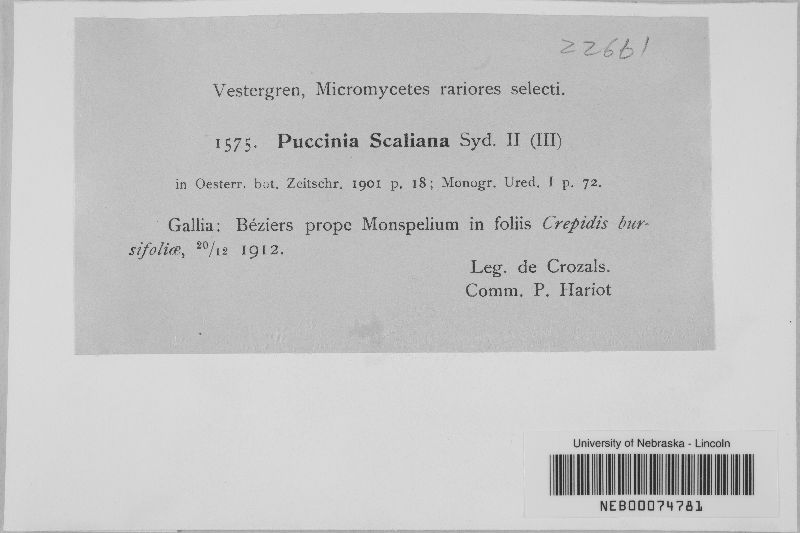 22661
Vestergren, Micromycetes rariores selecti.
1575. Puccinia Scaliana Syd. II (III)
in Oesterr. bot. Zeitschr. 1901 p. 18; Monogr. Ured. I p. 72.
Gallia: Béziers prope Monspelium in foliis Crepidis bur-
sifoliæ, 20/12 1912.
Leg. de Crozals.
Comm. P. Hariot
University of Nebraska - Lincoln
NEB00074781